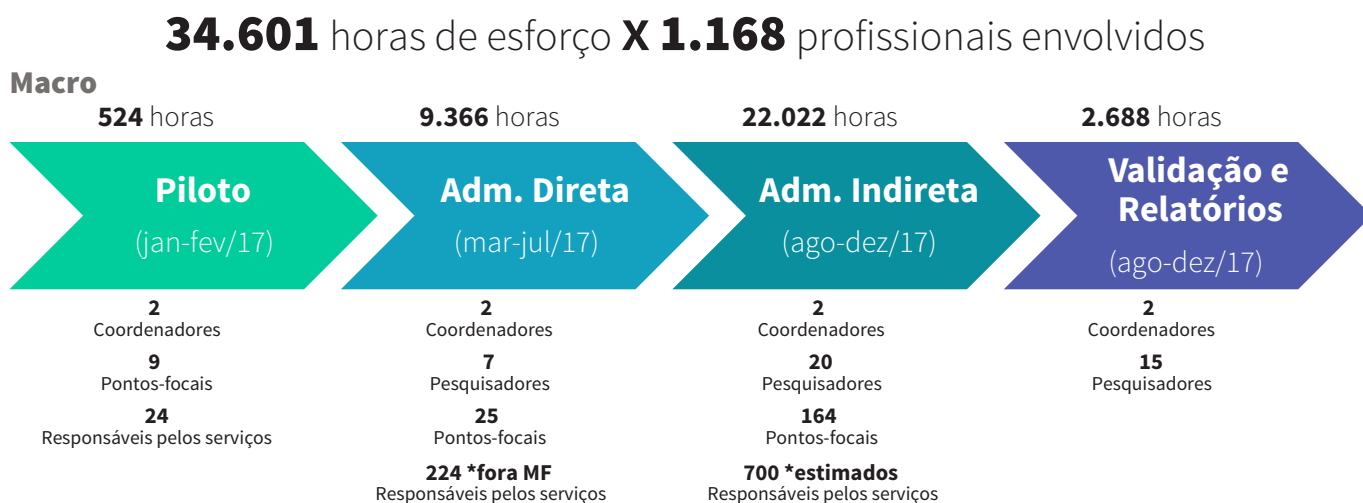 34.601 horas de esforço X 1.168 profissionais envolvidos
Macro
524 horas
9.366 horas
22.022 horas
2.688 horas
Piloto
(jan-fev/17)
Adm. Direta
(mar-jul/17)
Adm. Indireta
(ago-dez/17)
Validação e
Relatórios
(ago-dez/17)
2
Coordenadores
9
Pontos-focais
24
Responsáveis pelos serviços
2
Coordenadores
7
Pesquisadores
25
Pontos-focais
224 *fora MF
Responsáveis pelos serviços
2
Coordenadores
20
Pesquisadores
164
Pontos-focais
700 *estimados
Responsáveis pelos serviços
2
Coordenadores
15
Pesquisadores